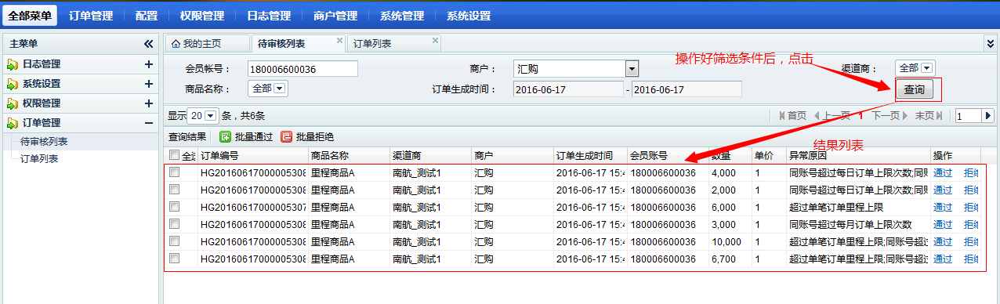 全部菜单 订单管理 配置 权限管理 日志管理 商户管理 系统管理 系统设置
主菜单
日志管理
系统设置
权限管理
订单管理
待审核列表
订单列表
我的主页 待审核列表 订单列表
操作好筛选条件后，点击
会员帐号： 180006600036 商户： 汇购 渠道商： 全部
商品名称： 全部 订单生成时间： 2016-06-17 - 2016-06-17 查询
显示 20 条，共6条 首页 上一页 1 下一页 末页 1
查询结果 批量通过 批量拒绝
结果列表
全 订单编号 商品名称 渠道商 商户 订单生成时间 会员账号 数量 单价 异常原因 操作
HG20160617000005308 里程商品A 南航_测试1 汇购 2016-06-17 15:4 180006600036 4,000 1 同账号超过每日订单上限次数;同账 通过 拒
HG20160617000005308 里程商品A 南航_测试1 汇购 2016-06-17 15:4 180006600036 2,000 1 同账号超过每日订单上限次数;同账 通过 拒
HG20160617000005307 里程商品A 南航_测试1 汇购 2016-06-17 15:4 180006600036 6,000 1 超过单笔订单里程上限 通过 拒
HG20160617000005308 里程商品A 南航_测试1 汇购 2016-06-17 15:4 180006600036 3,000 1 同账号超过每月订单上限次数 通过 拒
HG20160617000005308 里程商品A 南航_测试1 汇购 2016-06-17 15:4 180006600036 10,000 1 超过单笔订单里程上限;同账号超过 通过 拒
HG20160617000005308 里程商品A 南航_测试1 汇购 2016-06-17 15:4 180006600036 6,700 1 超过单笔订单里程上限;同账号超过 通过 拒